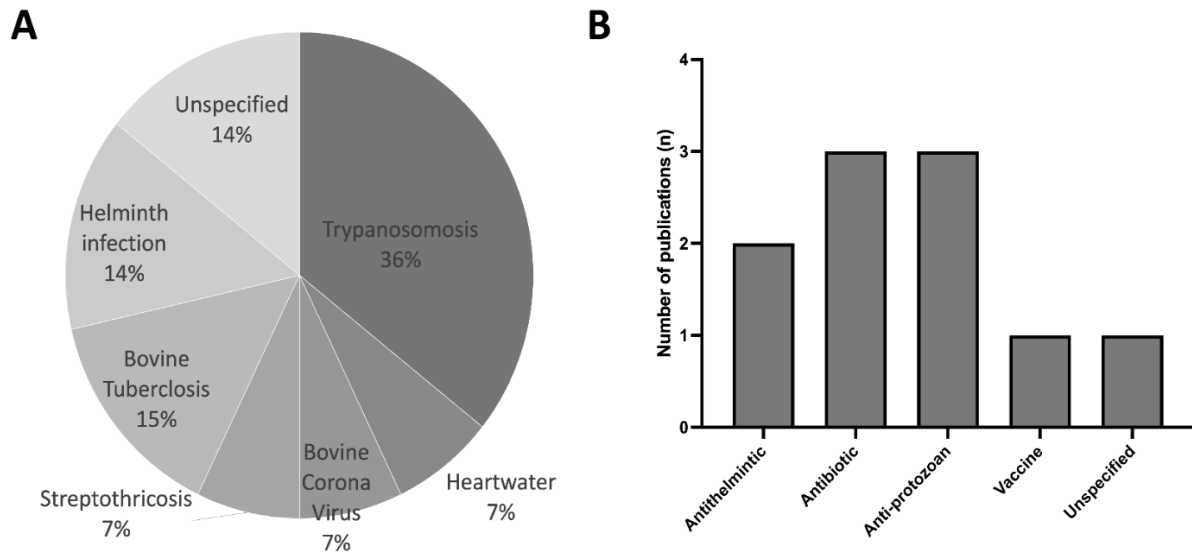 A
Unspecified
14%
Trypanosomosis
36%
Helminth
infection
14%
Bovine
Tuberclosis
15%
Streptothricosis
7%
Bovine
Corona
Virus
7%
Heartwater
7%
B
Number of publications (n)
4
3
2
1
0
Antithelmintic
Antibiotic
Anti-protozoan
Vaccine
Unspecified